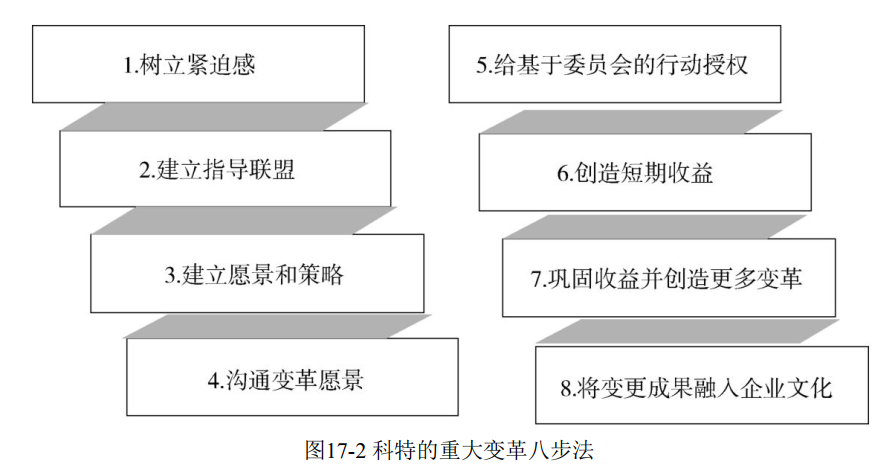 1.树立紧迫感
2.建立指导联盟
3.建立愿景和策略
4.沟通变革愿景
5.给基于委员会的行动授权
6.创造短期收益
7.巩固收益并创造更多变革
8.将变更成果融入企业文化
图17-2 科特的重大变革八步法